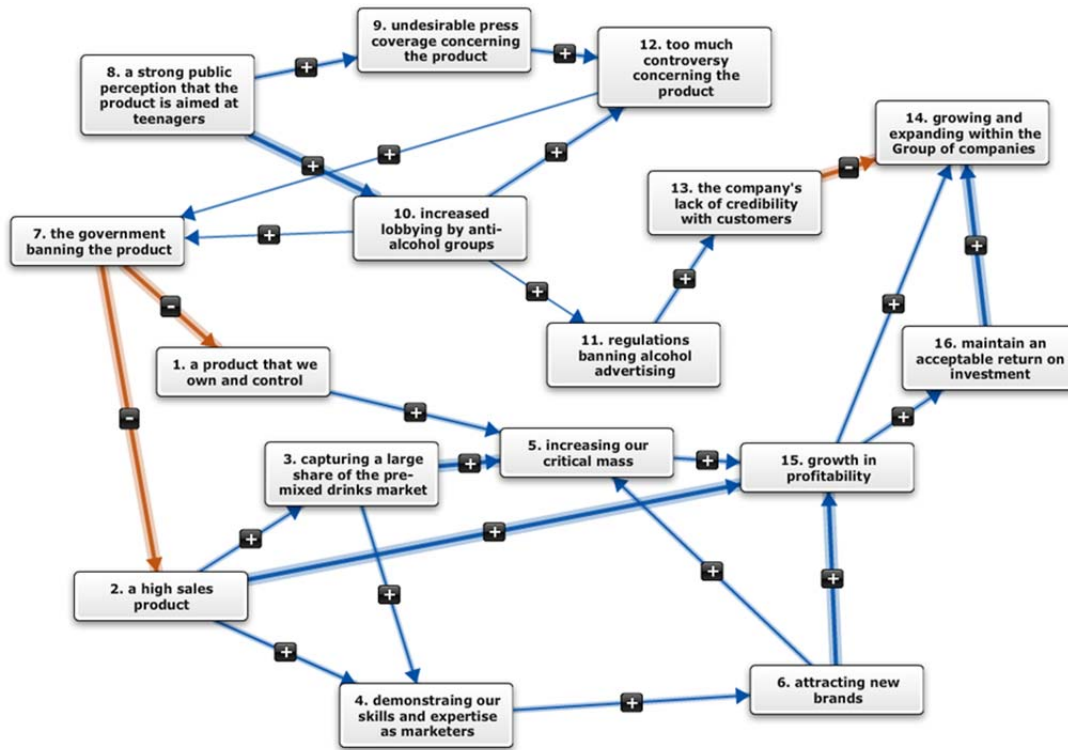 9. undesirable press
coverage concerning
the product
12. too much
controversy
concerning the
product
8. a strong public
perception that the
product is aimed at
teenagers
+
+
14. growing and
expanding within the
Group of companies
+
+
+
-
13. the company's
lack of credibility
with customers
10. increased
lobbying by anti-
alcohol groups
7. the government
banning the product
+
+
+
+
+
-
11. regulations
banning alcohol
advertising
16. maintain an
acceptable return on
investment
1. a product that we
own and control
-
+
+
5. increasing our
critical mass
3. capturing a large
share of the pre-
mixed drinks market
+
+
15. growth in
profitability
+
+
2. a high sales
product
+
+
+
+
+
6. attracting new
brands
4. demonstraing our
skills and expertise
as marketers